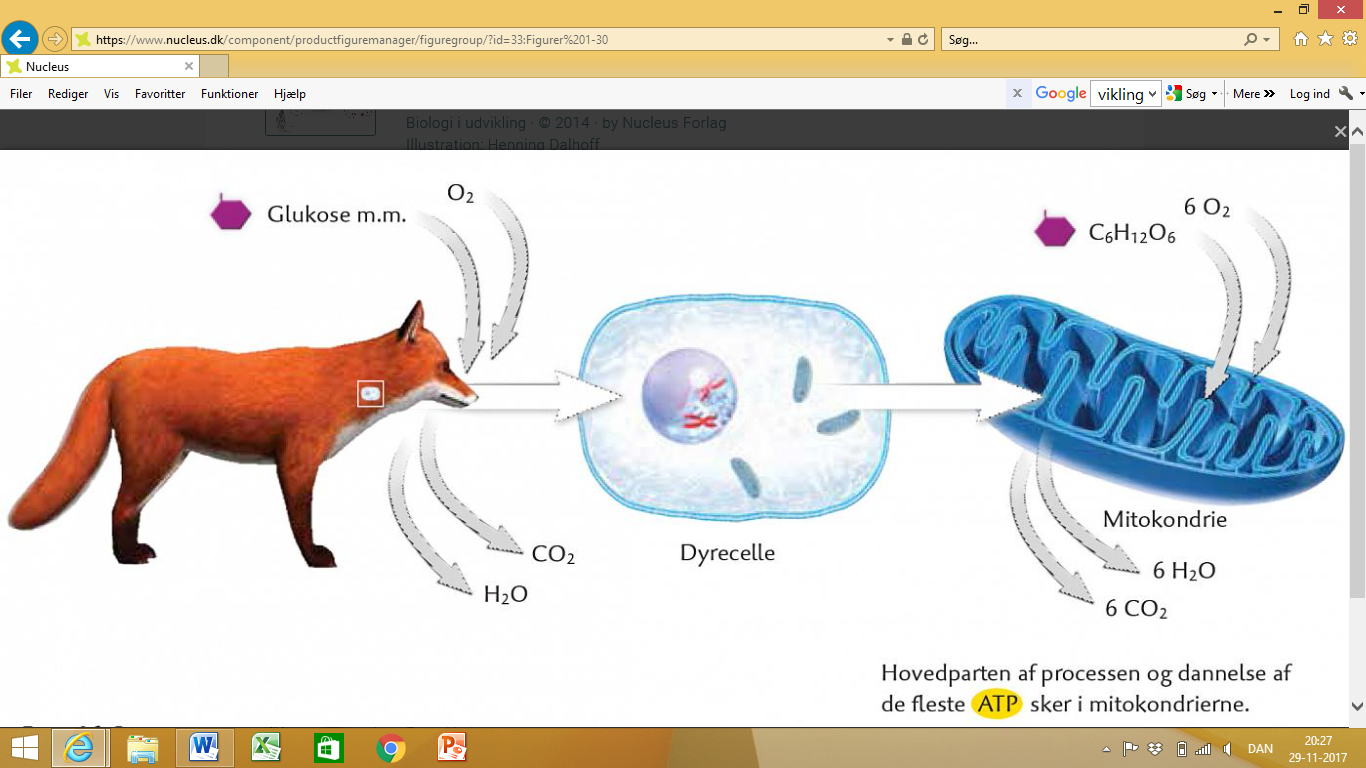 https://www.nucleus.dk/component/productfiguremanager/figuregroup/?id=33:Figurer%201-30
Søg...
Nucleus
Filer Rediger Vis Favoritter Funktioner Hjælp
x Google vikling Søg Mere Log ind
Biologi i udvikling · © 2014 · by Nucleus Forlag
Illustration: Henning Dalhoff
O₂
Glukose m.m.
6 O₂
C₆H₁₂O₆
Mitokondrie
Dyrecelle
CO₂
H₂O
6 H₂O
6 CO₂
Hovedparten af processen og dannelse af
de fleste ATP sker i mitokondrierne.
DAN
20:27
29-11-2017